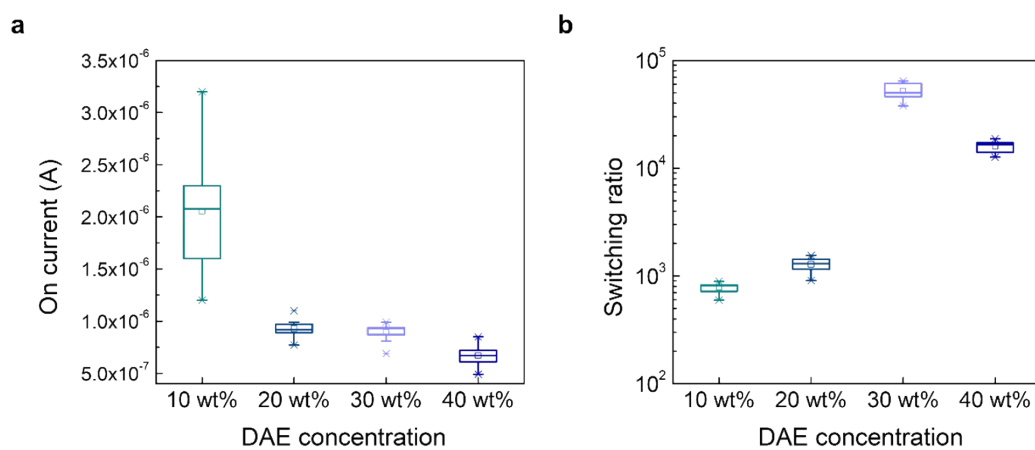 a
3.5x10⁻⁶
3.0x10⁻⁶
2.5x10⁻⁶
2.0x10⁻⁶
1.5x10⁻⁶
1.0x10⁻⁶
5.0x10⁻⁷
On current (A)
10 wt% 20 wt% 30 wt% 40 wt%
DAE concentration
b
10⁵
10⁴
10³
10²
Switching ratio
10 wt% 20 wt% 30 wt% 40 wt%
DAE concentration